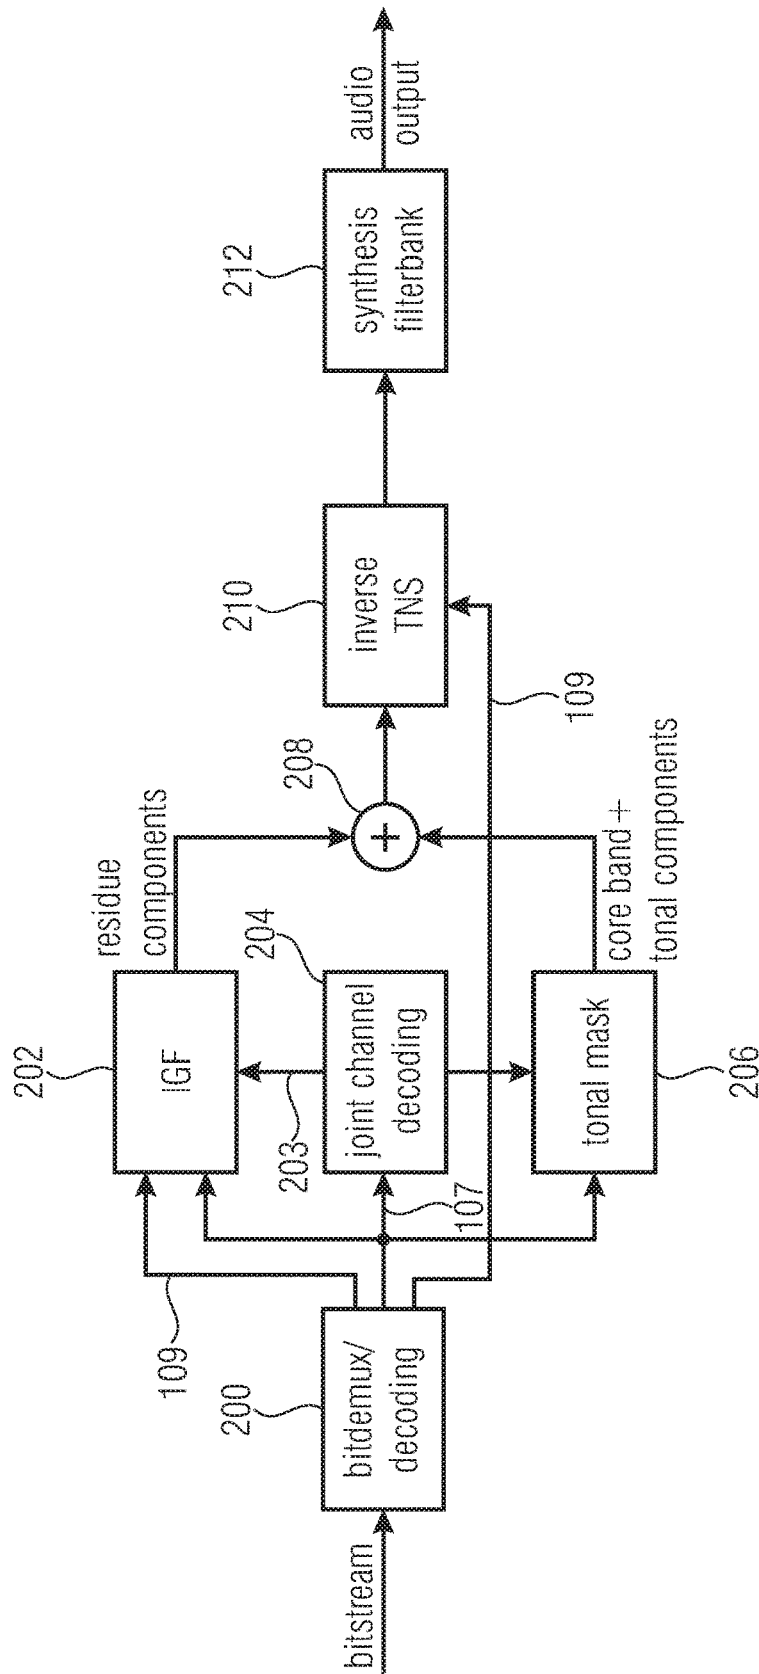 bitstream
200
bitdemux/
decoding
109
107
202
IGF
203
204
joint channel
decoding
tonal mask
206
residue
components
core band+
tonal components
208
+
109
210
inverse
TNS
212
synthesis
filterbank
audio
output